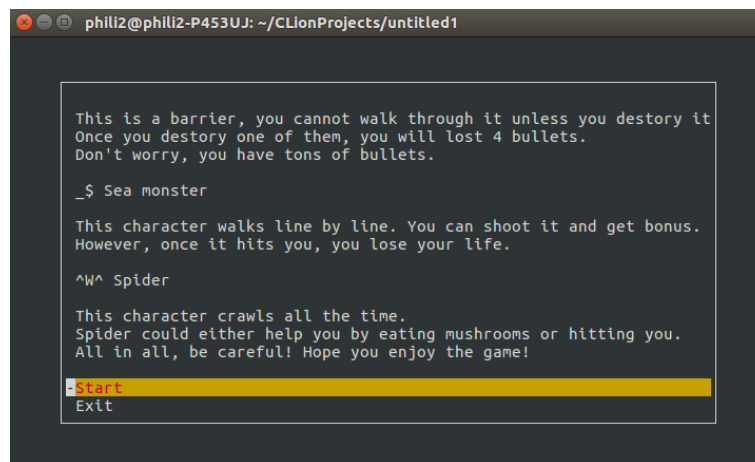 phili2@phili2-P453UJ: ~/CLionProjects/untitled1
This is a barrier, you cannot walk through it unless you destory it
Once you destory one of them, you will lost 4 bullets.
Don't worry, you have tons of bullets.
_$ Sea monster
This character walks line by line. You can shoot it and get bonus.
However, once it hits you, you lose your life.
^W^ Spider
This character crawls all the time.
Spider could either help you by eating mushrooms or hitting you.
All in all, be careful! Hope you enjoy the game!
-Start
Exit